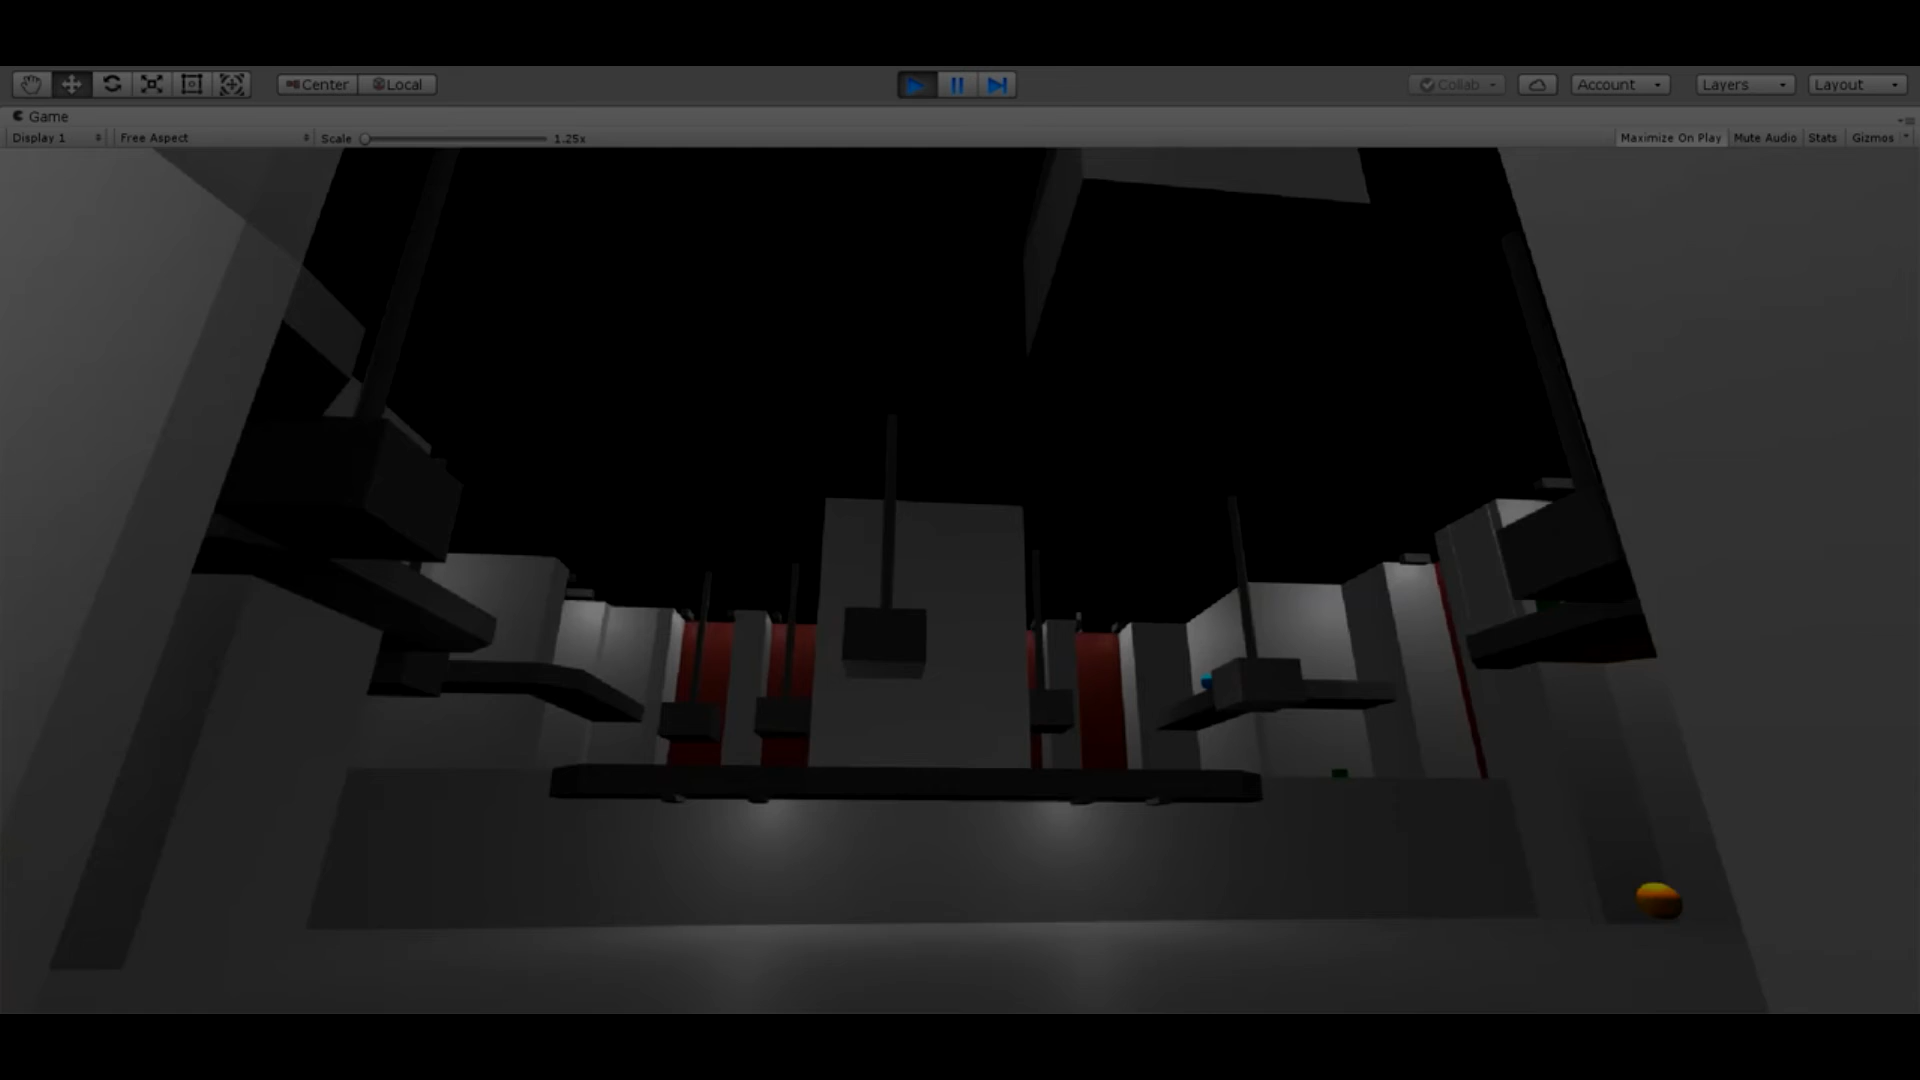 Center Local Collab Account Layers Layout
Game
Display 1 Free Aspect Scale 1.25x Maximize On Play Mute Audio Stats Gizmos